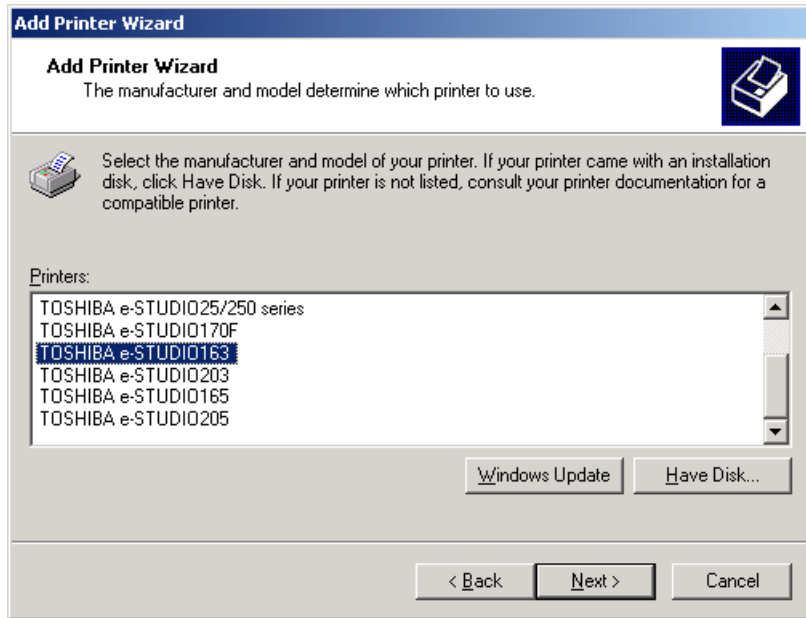 Add Printer Wizard
Add Printer Wizard
The manufacturer and model determine which printer to use.
Select the manufacturer and model of your printer. If your printer came with an installation
disk, click Have Disk. If your printer is not listed, consult your printer documentation for a
compatible printer.
Printers:
TOSHIBA e-STUDIO25/250 series
TOSHIBA e-STUDIO170F
TOSHIBA e-STUDIO163
TOSHIBA e-STUDIO203
TOSHIBA e-STUDIO165
TOSHIBA e-STUDIO205
Windows Update
Have Disk...
< Back
Next >
Cancel